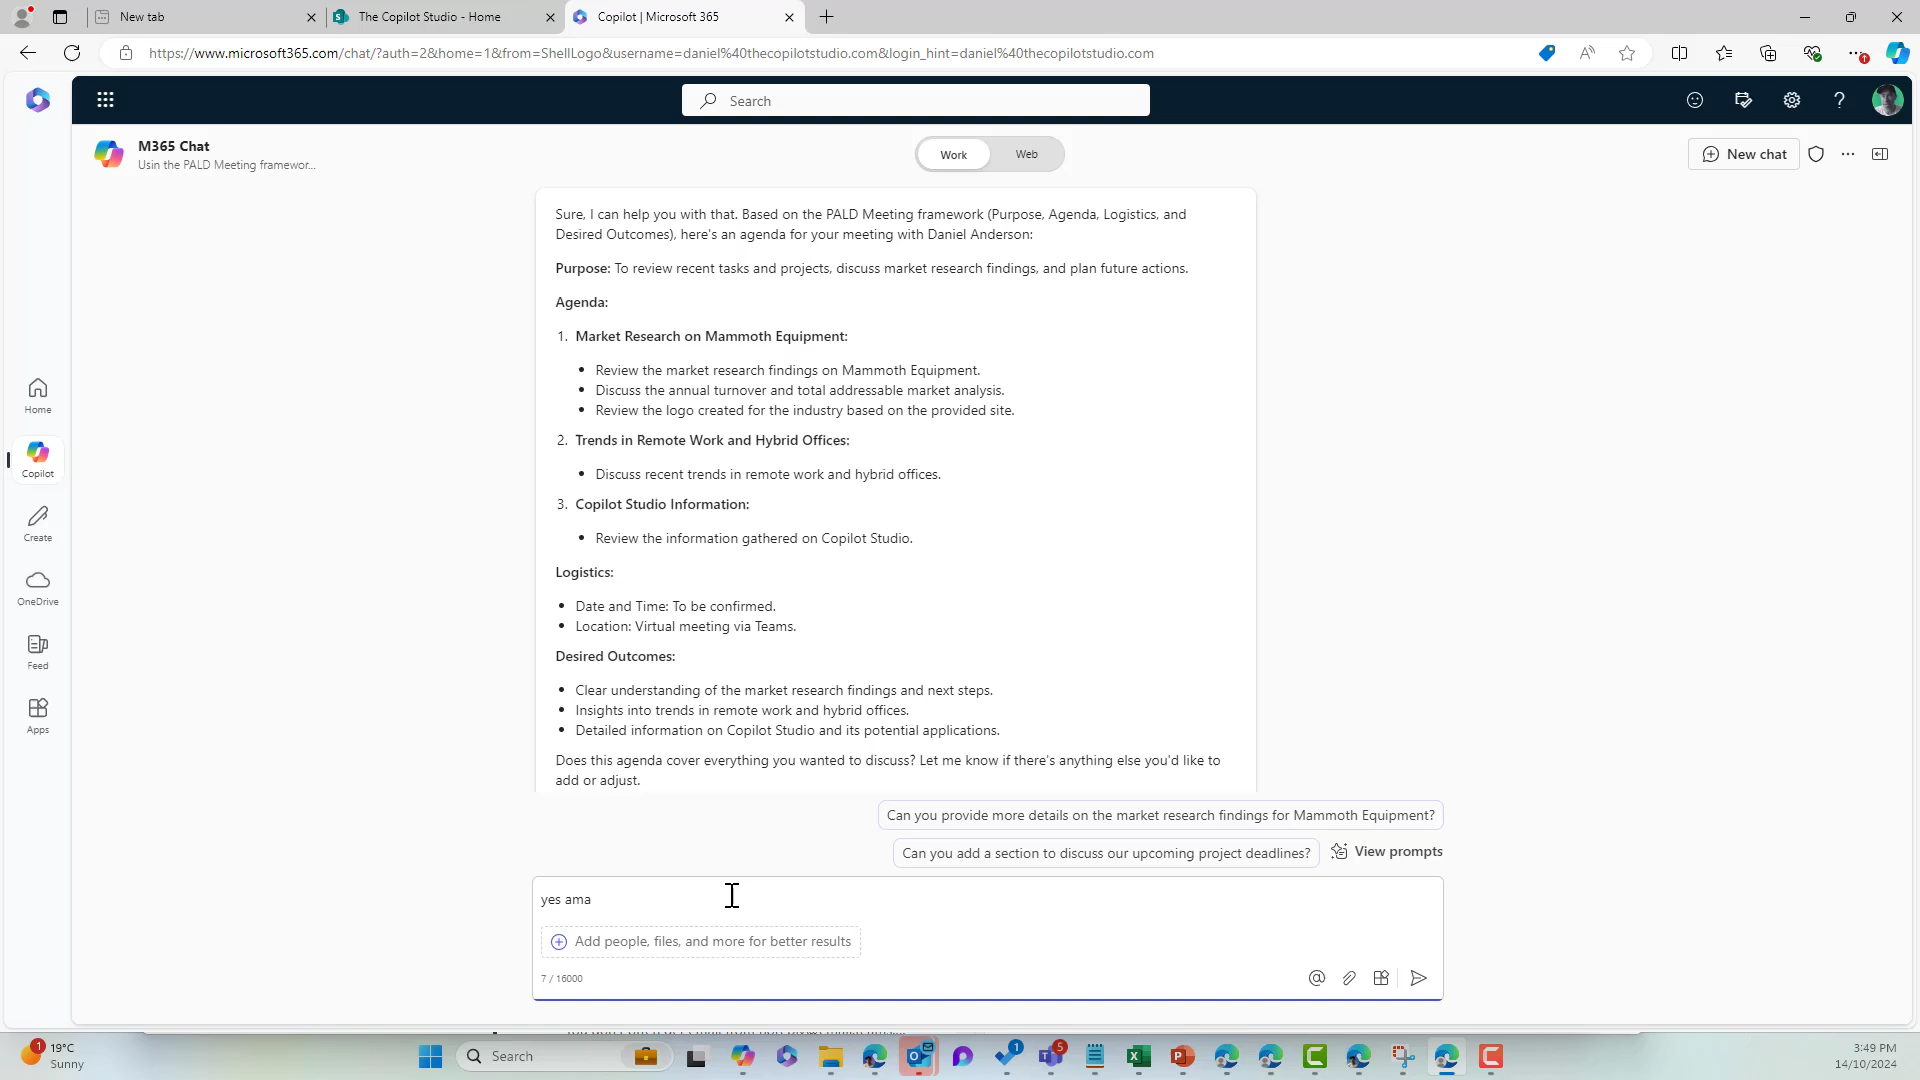 New tab
The Copilot Studio - Home
Copilot | Microsoft 365
https://www.microsoft365.com/chat/?auth=2&home=1&from=ShellLogo&username=daniel%40thecopilotstudio.com&login_hint=daniel%40thecopilotstudio.com
Search
M365 Chat
Usin the PALD Meeting framewor...
Work
Web
New chat
Sure, I can help you with that. Based on the PALD Meeting framework (Purpose, Agenda, Logistics, and
Desired Outcomes), here's an agenda for your meeting with Daniel Anderson:
Purpose: To review recent tasks and projects, discuss market research findings, and plan future actions.
Agenda:
1. Market Research on Mammoth Equipment:
• Review the market research findings on Mammoth Equipment.
• Discuss the annual turnover and total addressable market analysis.
• Review the logo created for the industry based on the provided site.
2. Trends in Remote Work and Hybrid Offices:
• Discuss recent trends in remote work and hybrid offices.
3. Copilot Studio Information:
• Review the information gathered on Copilot Studio.
Logistics:
• Date and Time: To be confirmed.
• Location: Virtual meeting via Teams.
Desired Outcomes:
• Clear understanding of the market research findings and next steps.
• Insights into trends in remote work and hybrid offices.
• Detailed information on Copilot Studio and its potential applications.
Does this agenda cover everything you wanted to discuss? Let me know if there's anything else you'd like to
add or adjust.
Home
Copilot
Create
OneDrive
Feed
Apps
Can you provide more details on the market research findings for Mammoth Equipment?
Can you add a section to discuss our upcoming project deadlines?
View prompts
yes ama
Add people, files, and more for better results
7 / 16000
1
19°C
Sunny
Search
1
5
3:49 PM
14/10/2024